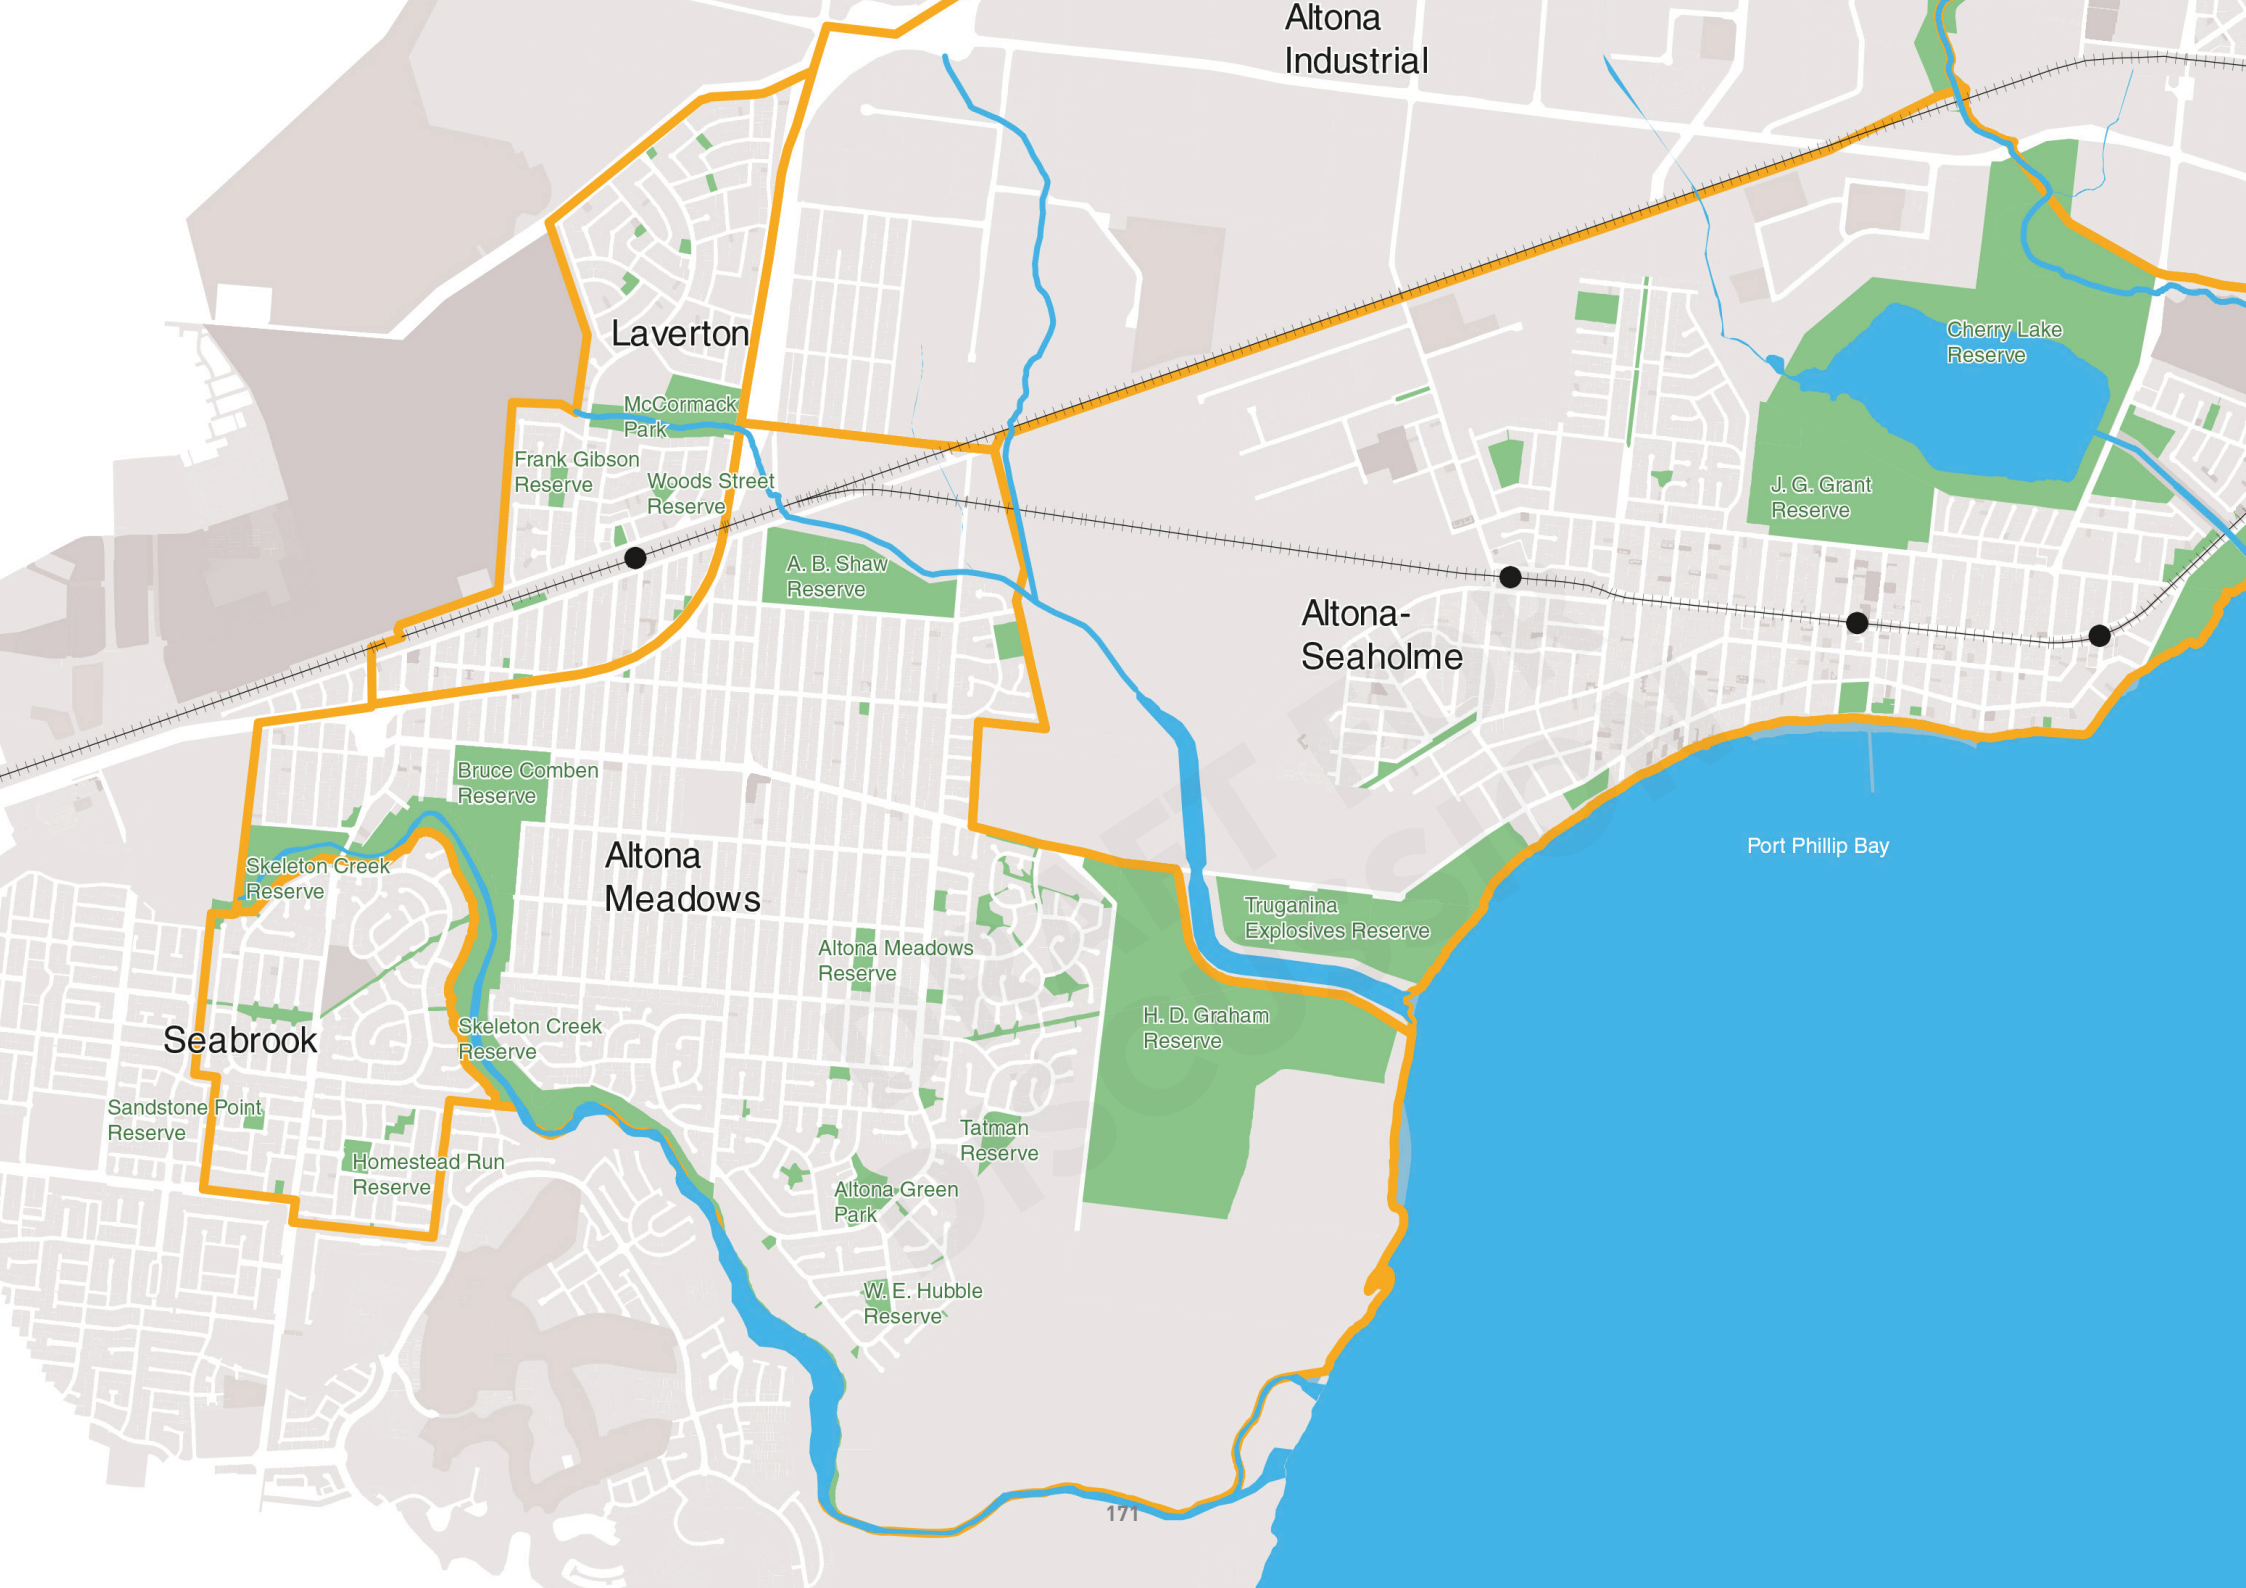 Altona
Industrial
Laverton
Cherry Lake
Reserve
McCormack
Park
Frank Gibson
Reserve
Woods Street
Reserve
J. G. Grant
Reserve
A. B. Shaw
Reserve
Altona-
Seaholme
Bruce Comben
Reserve
Altona
Meadows
Port Phillip Bay
Skeleton Creek
Reserve
Truganina
Explosives Reserve
Altona Meadows
Reserve
H. D. Graham
Reserve
Seabrook
Skeleton Creek
Reserve
Sandstone Point
Reserve
Tatman
Reserve
Homestead Run
Reserve
Altona Green
Park
W. E. Hubble
Reserve
171